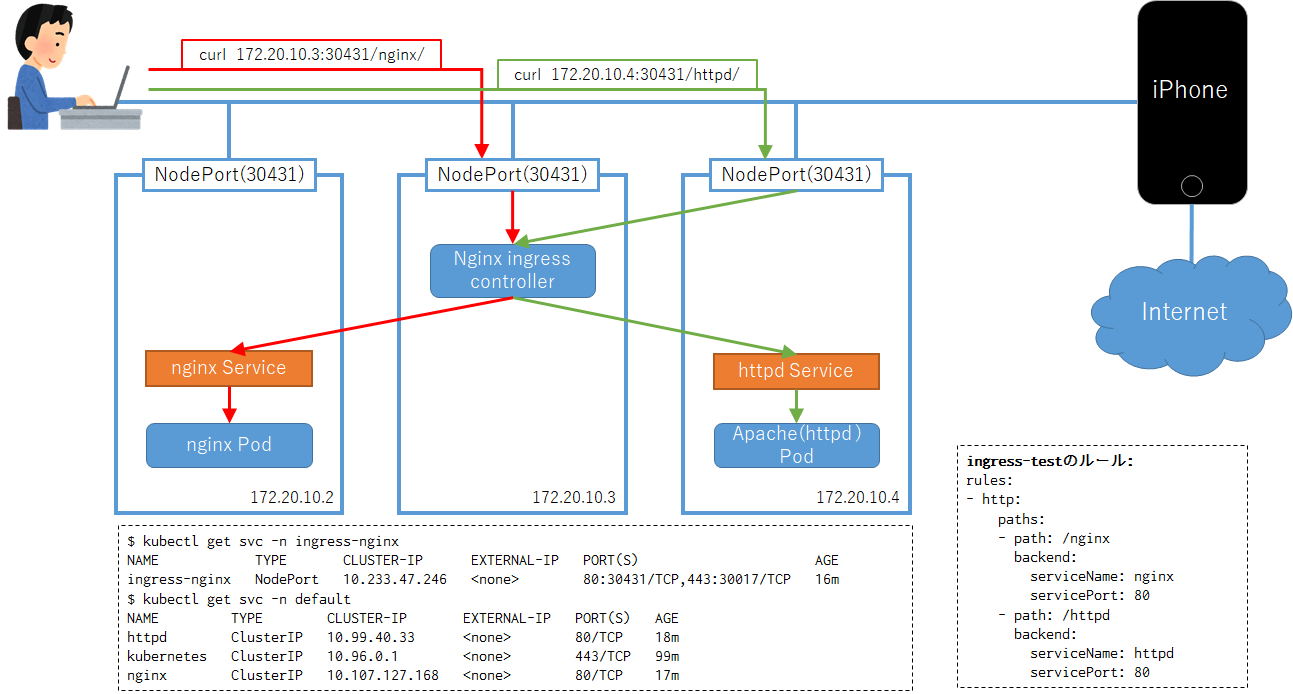 curl 172.20.10.3:30431/nginx/
curl 172.20.10.4:30431/httpd/
iPhone
NodePort(30431)
NodePort(30431)
NodePort(30431)
Nginx ingress
controller
Internet
nginx Service
httpd Service
nginx Pod
Apache(httpd)
Pod
172.20.10.2
172.20.10.3
172.20.10.4
$ kubectl get svc -n ingress-nginx
NAME TYPE CLUSTER-IP EXTERNAL-IP PORT(S) AGE
ingress-nginx NodePort 10.233.47.246 <none> 80:30431/TCP,443:30017/TCP 16m
$ kubectl get svc -n default
NAME TYPE CLUSTER-IP EXTERNAL-IP PORT(S) AGE
httpd ClusterIP 10.99.40.33 <none> 80/TCP 18m
kubernetes ClusterIP 10.96.0.1 <none> 443/TCP 99m
nginx ClusterIP 10.107.127.168 <none> 80/TCP 17m
ingress-testのルール:
rules:
- http:
paths:
- path: /nginx
backend:
serviceName: nginx
servicePort: 80
- path: /httpd
backend:
serviceName: httpd
servicePort: 80